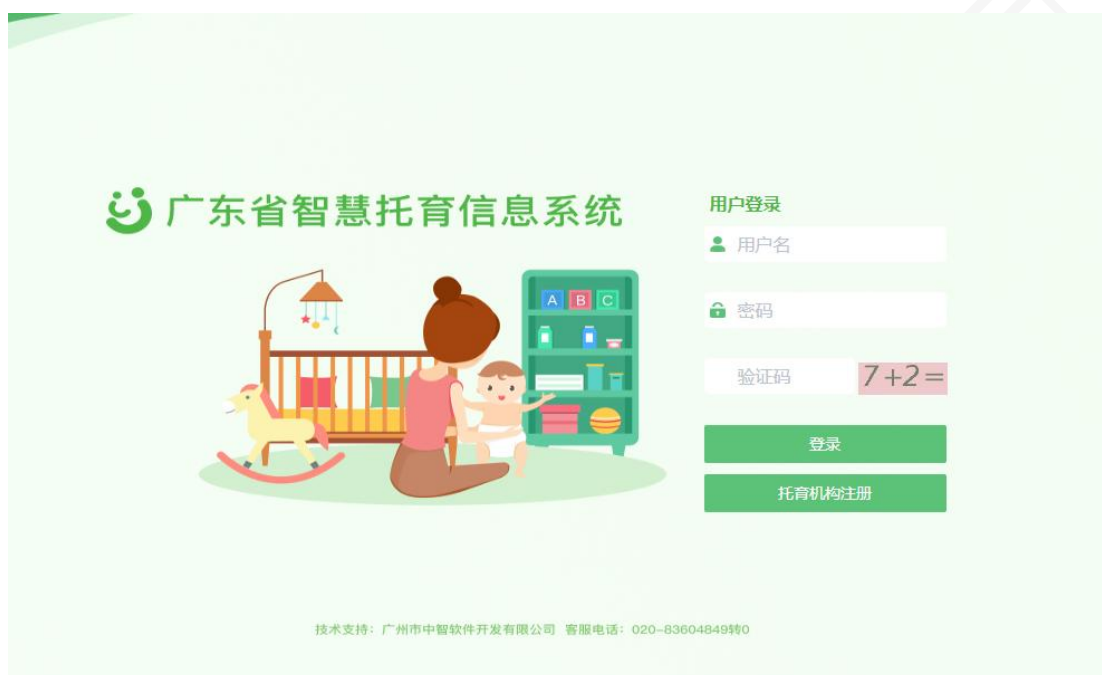 广东省智慧托育信息系统
用户登录
用户名
密码
验证码 7+2=
登录
托育机构注册
A B C
技术支持：广州市中智软件开发有限公司 客服电话：020-83604849转0